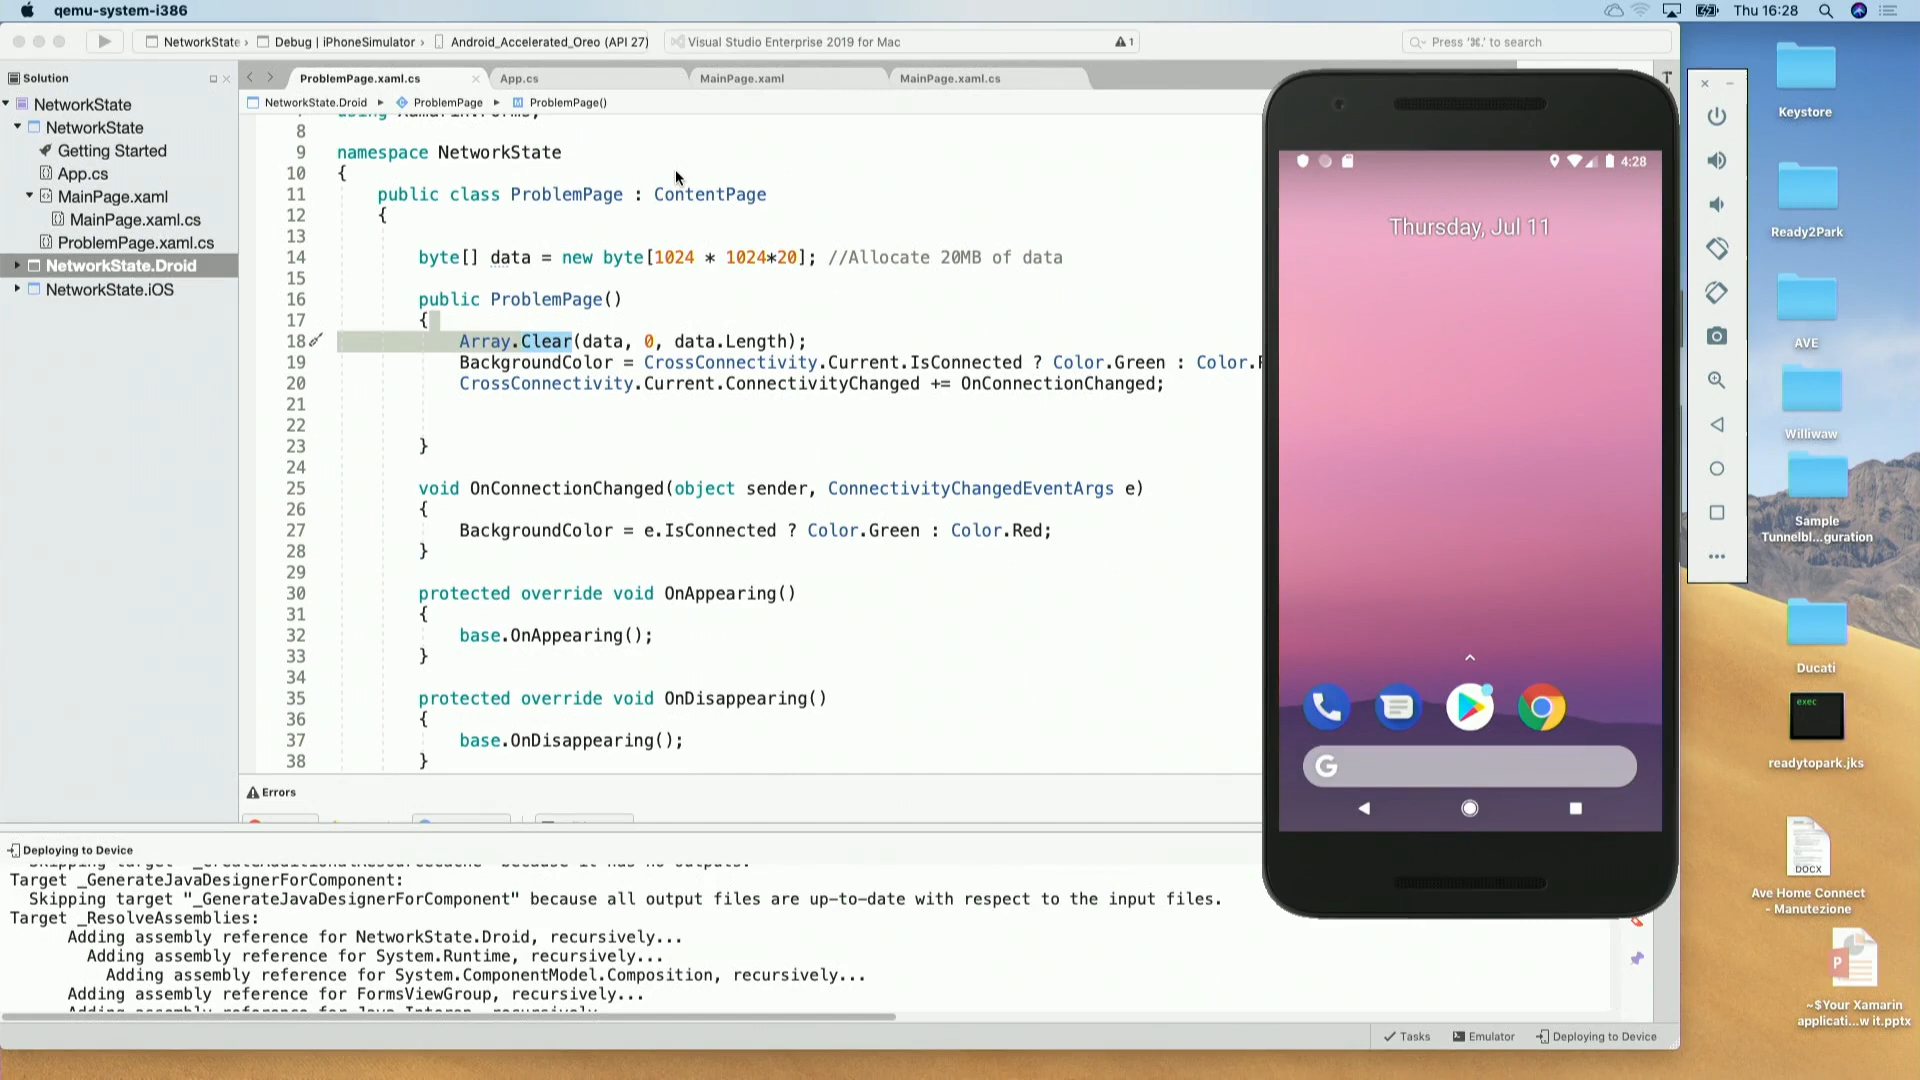 qemu-system-i386
Thu 16:28
NetworkState › Debug | iPhoneSimulator › Android_Accelerated_Oreo (API 27)
Visual Studio Enterprise 2019 for Mac
1
Press '⌘.' to search
Solution
NetworkState
NetworkState
Getting Started
App.cs
MainPage.xaml
MainPage.xaml.cs
ProblemPage.xaml.cs
NetworkState.Droid
NetworkState.iOS
ProblemPage.xaml.cs
App.cs
MainPage.xaml
MainPage.xaml.cs
NetworkState.Droid ▸ ProblemPage ▸ ProblemPage()
8
9 namespace NetworkState
10 {
11 public class ProblemPage : ContentPage
12 {
13
14 byte[] data = new byte[1024 * 1024*20]; //Allocate 20MB of data
15
16 public ProblemPage()
17 {
18 Array.Clear(data, 0, data.Length);
19 BackgroundColor = CrossConnectivity.Current.IsConnected ? Color.Green : Color.
20 CrossConnectivity.Current.ConnectivityChanged += OnConnectionChanged;
21
22
23 }
24
25 void OnConnectionChanged(object sender, ConnectivityChangedEventArgs e)
26 {
27 BackgroundColor = e.IsConnected ? Color.Green : Color.Red;
28 }
29
30 protected override void OnAppearing()
31 {
32 base.OnAppearing();
33 }
34
35 protected override void OnDisappearing()
36 {
37 base.OnDisappearing();
38 }
Errors
Deploying to Device
Target _GenerateJavaDesignerForComponent:
Skipping target "_GenerateJavaDesignerForComponent" because all output files are up-to-date with respect to the input files.
Target _ResolveAssemblies:
Adding assembly reference for NetworkState.Droid, recursively...
Adding assembly reference for System.Runtime, recursively...
Adding assembly reference for System.ComponentModel.Composition, recursively...
Adding assembly reference for FormsViewGroup, recursively...
Tasks
Emulator
Deploying to Device
4:28
Thursday, Jul 11
G
Keystore
Ready2Park
AVE
Williwaw
Sample
Tunnelbl...guration
Ducati
exec
readytopark.jks
DOCX
Ave Home Connect
- Manutezione
P
~$Your Xamarin
applicati...w it.pptx